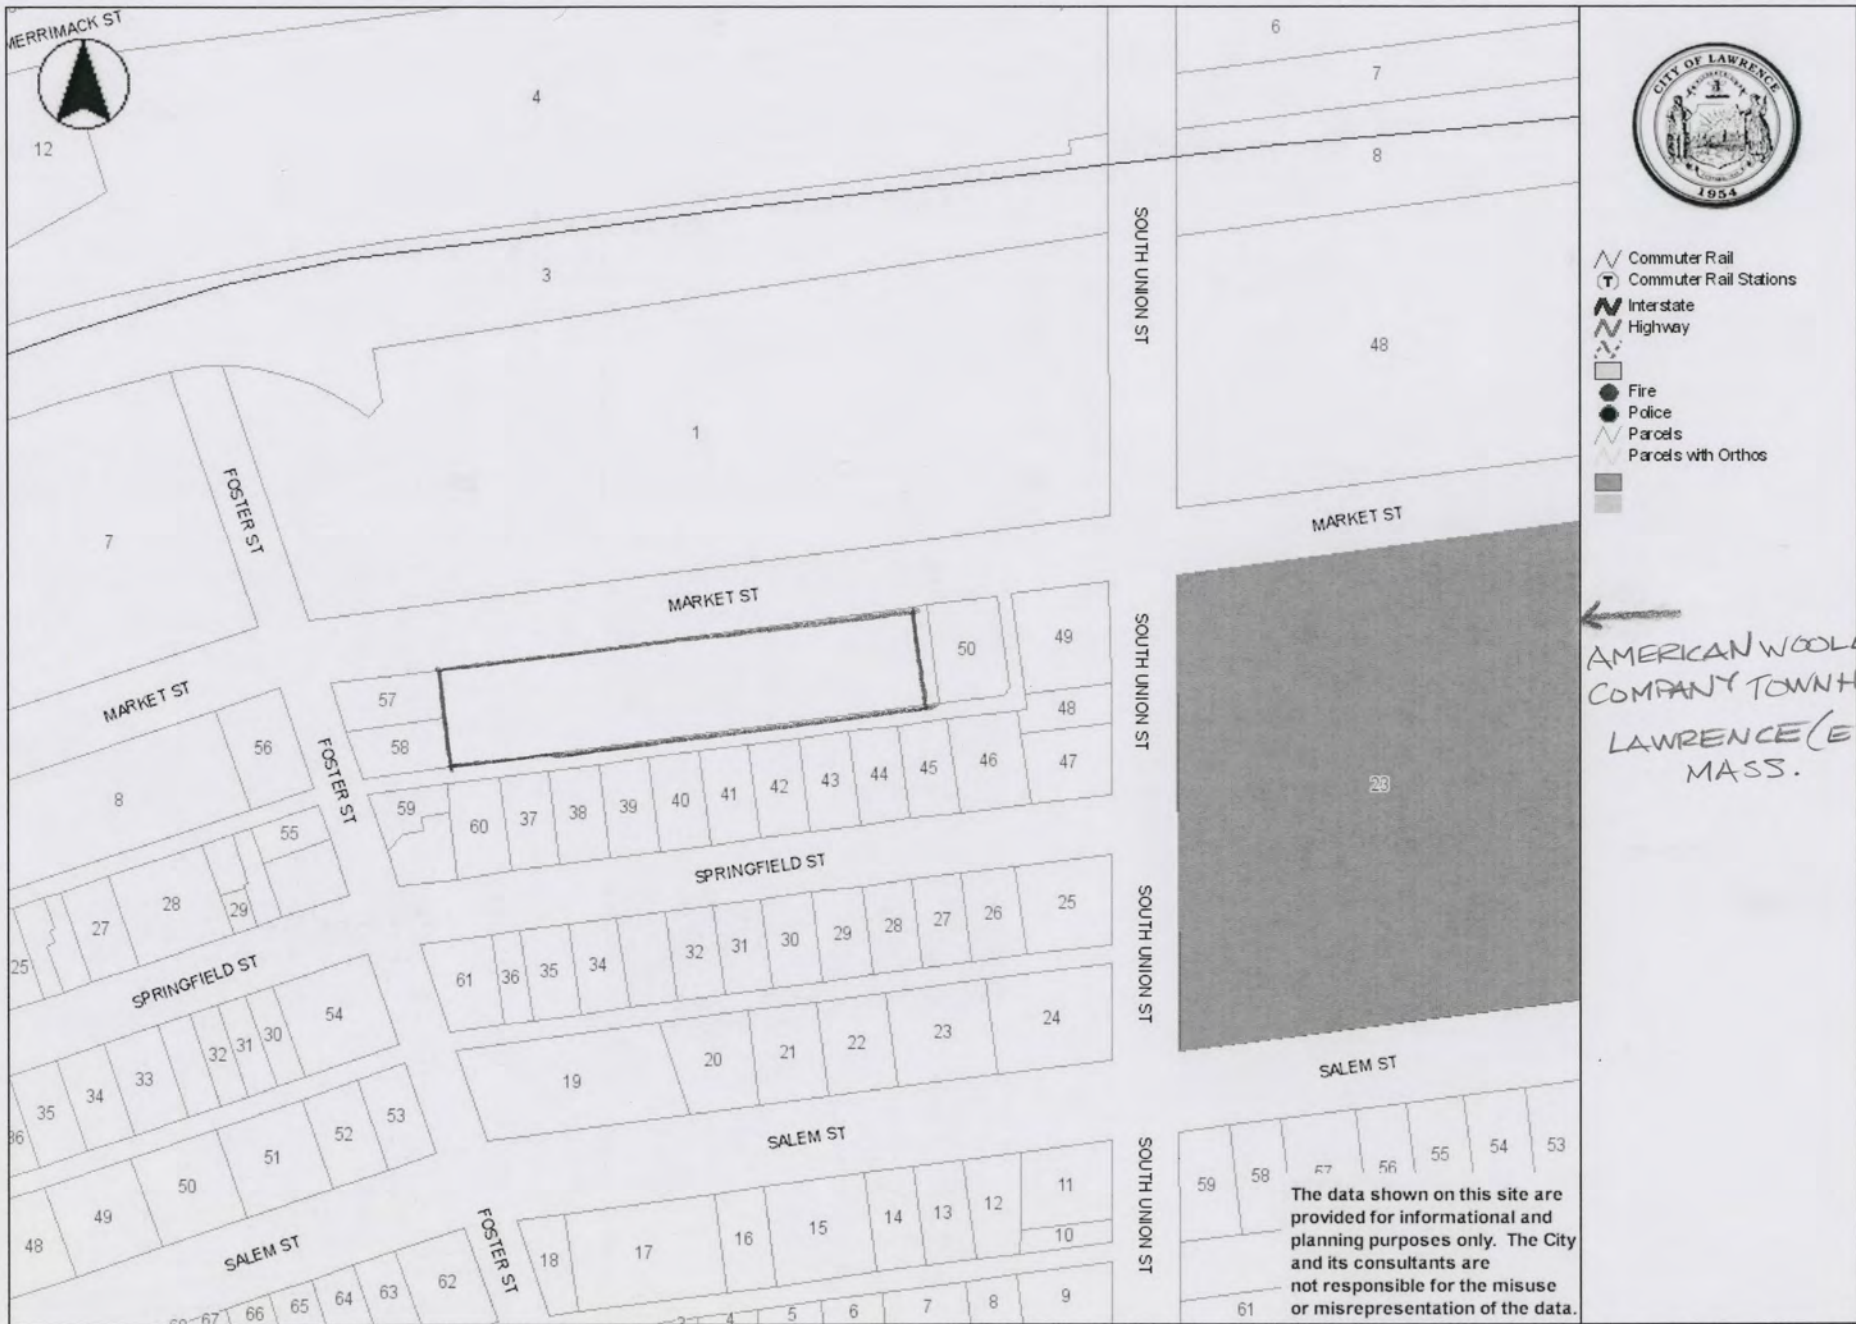 MERRIMACK ST
12
4
6
7
8
3
SOUTH UNION ST
48
1
7
FOSTER ST
MARKET ST
MARKET ST
MARKET ST
57
58
50
49
48
47
SOUTH UNION ST
23
56
8
FOSTER ST
59
60
37
38
39
40
41
42
43
44
45
46
55
SPRINGFIELD ST
28
27
29
25
61
36
35
34
32
31
30
29
28
27
26
25
SOUTH UNION ST
SPRINGFIELD ST
54
30
31
32
33
34
35
36
19
20
21
22
23
24
SALEM ST
53
52
51
50
49
48
SALEM ST
SALEM ST
FOSTER ST
18
17
16
15
14
13
12
11
10
SOUTH UNION ST
59
58
57
56
55
54
53
62
63
64
65
66
67
4
5
6
7
8
9
61
The data shown on this site are
provided for informational and
planning purposes only. The City
and its consultants are
not responsible for the misuse
or misrepresentation of the data.
CITY OF LAWRENCE
1954
Commuter Rail
T Commuter Rail Stations
Interstate
Highway
Fire
Police
Parcels
Parcels with Orthos
AMERICAN WOOL
COMPANY TOWNH
LAWRENCE (E
MASS.